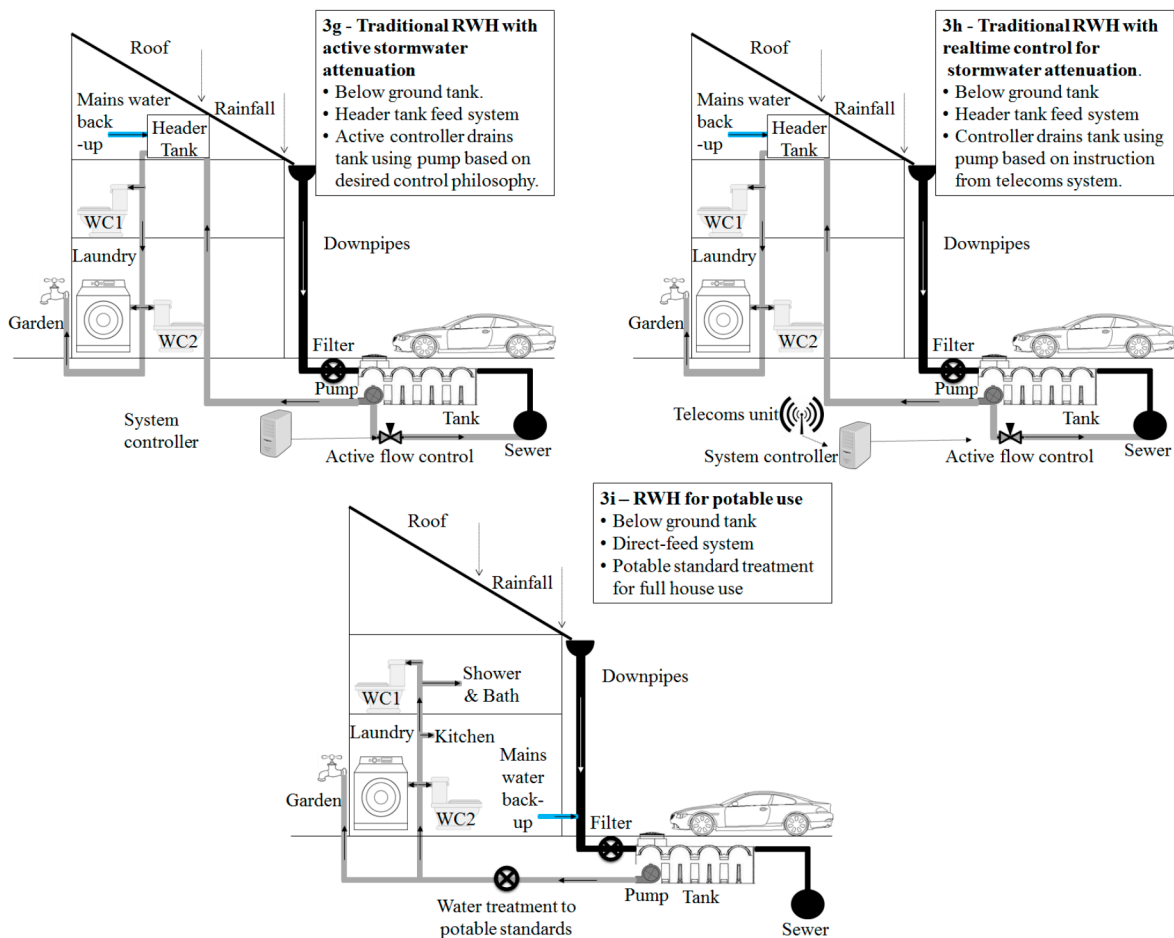 Roof
Rainfall
Mains water
back
-up
Header
Tank
3g - Traditional RWH with
active stormwater
attenuation
• Below ground tank.
• Header tank feed system
• Active controller drains
tank using pump based on
desired control philosophy.
WC1
Downpipes
Laundry
Garden
WC2
Filter
Pump
Tank
System
controller
Active flow control
Sewer
Roof
Rainfall
Mains water
back
-up
Header
Tank
3h - Traditional RWH with
realtime control for
stormwater attenuation.
• Below ground tank
• Header tank feed system
• Controller drains tank using
pump based on instruction
from telecoms system.
WC1
Downpipes
Laundry
Garden
WC2
Filter
Pump
Tank
Telecoms unit
System controller
Active flow control
Sewer
Roof
Rainfall
3i – RWH for potable use
• Below ground tank
• Direct-feed system
• Potable standard treatment
for full house use
WC1
Shower
& Bath
Downpipes
Laundry
Kitchen
Mains
water
back-
up
Garden
WC2
Filter
Pump
Tank
Water treatment to
potable standards
Sewer